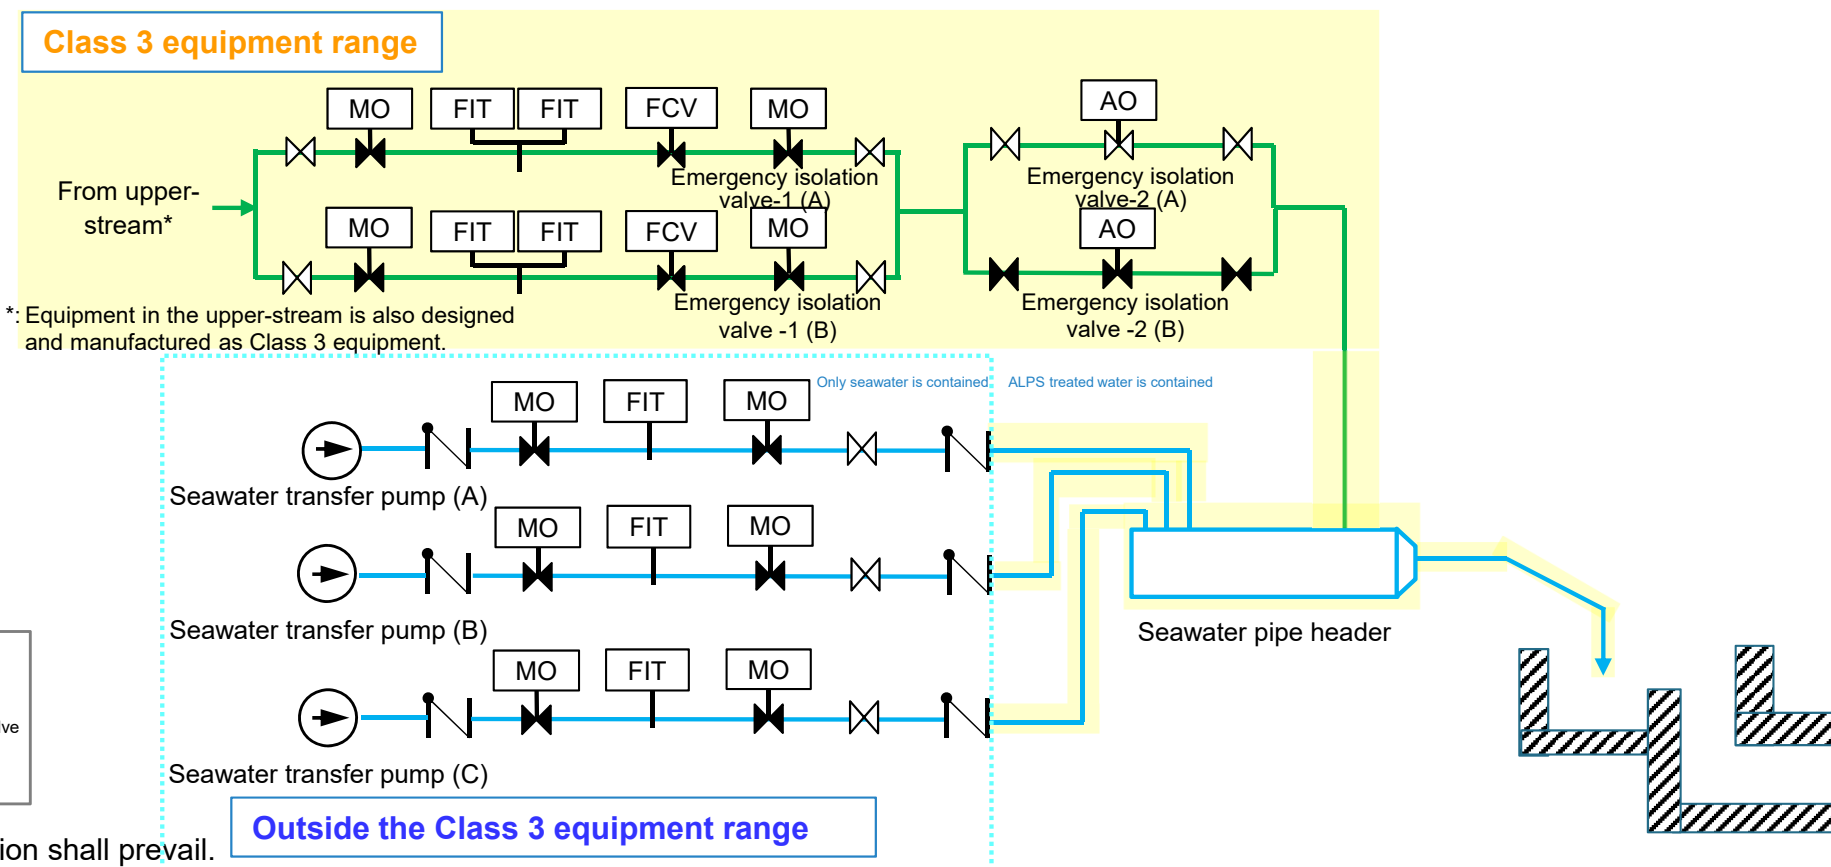 Class 3 equipment range
MO FIT FIT FCV MO AO
Emergency isolation
valve-1 (A)
Emergency isolation
valve-2 (A)
From upper-
stream*
MO FIT FIT FCV MO AO
Emergency isolation
valve -1 (B)
Emergency isolation
valve -2 (B)
*: Equipment in the upper-stream is also designed
and manufactured as Class 3 equipment.
Only seawater is contained
ALPS treated water is contained
MO FIT MO
Seawater transfer pump (A)
MO FIT MO
Seawater transfer pump (B)
Seawater pipe header
MO FIT MO
Seawater transfer pump (C)
lve
Outside the Class 3 equipment range
ion shall prevail.